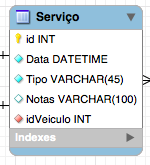 Serviço
id INT
Data DATETIME
Tipo VARCHAR(45)
Notas VARCHAR(100)
idVeiculo INT
Indexes